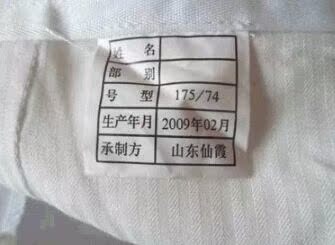 姓名
部别
号型 175/74
生产年月 2009年02月
承制方 山东仙霞